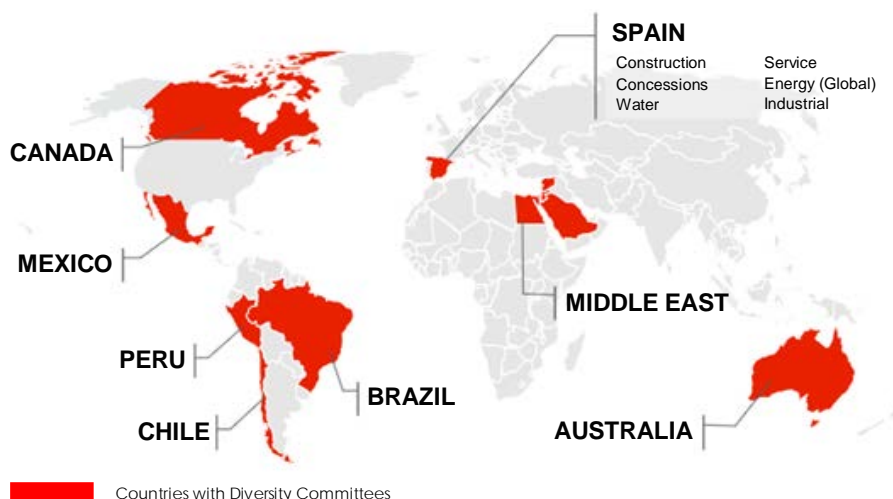 SPAIN
Construction Service
Concessions Energy (Global)
Water Industrial
CANADA
MEXICO
MIDDLE EAST
PERU
BRAZIL
CHILE
AUSTRALIA
Countries with Diversity Committees